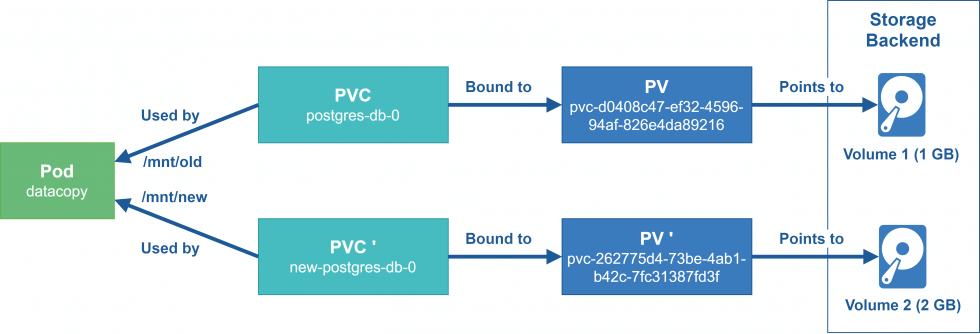 Storage
Backend
PVC
postgres-db-0
Bound to
PV
pvc-d0408c47-ef32-4596-
94af-826e4da89216
Points to
Volume 1 (1 GB)
Used by
/mnt/old
Pod
datacopy
/mnt/new
Used by
PVC '
new-postgres-db-0
Bound to
PV '
pvc-262775d4-73be-4ab1-
b42c-7fc31387fd3f
Points to
Volume 2 (2 GB)